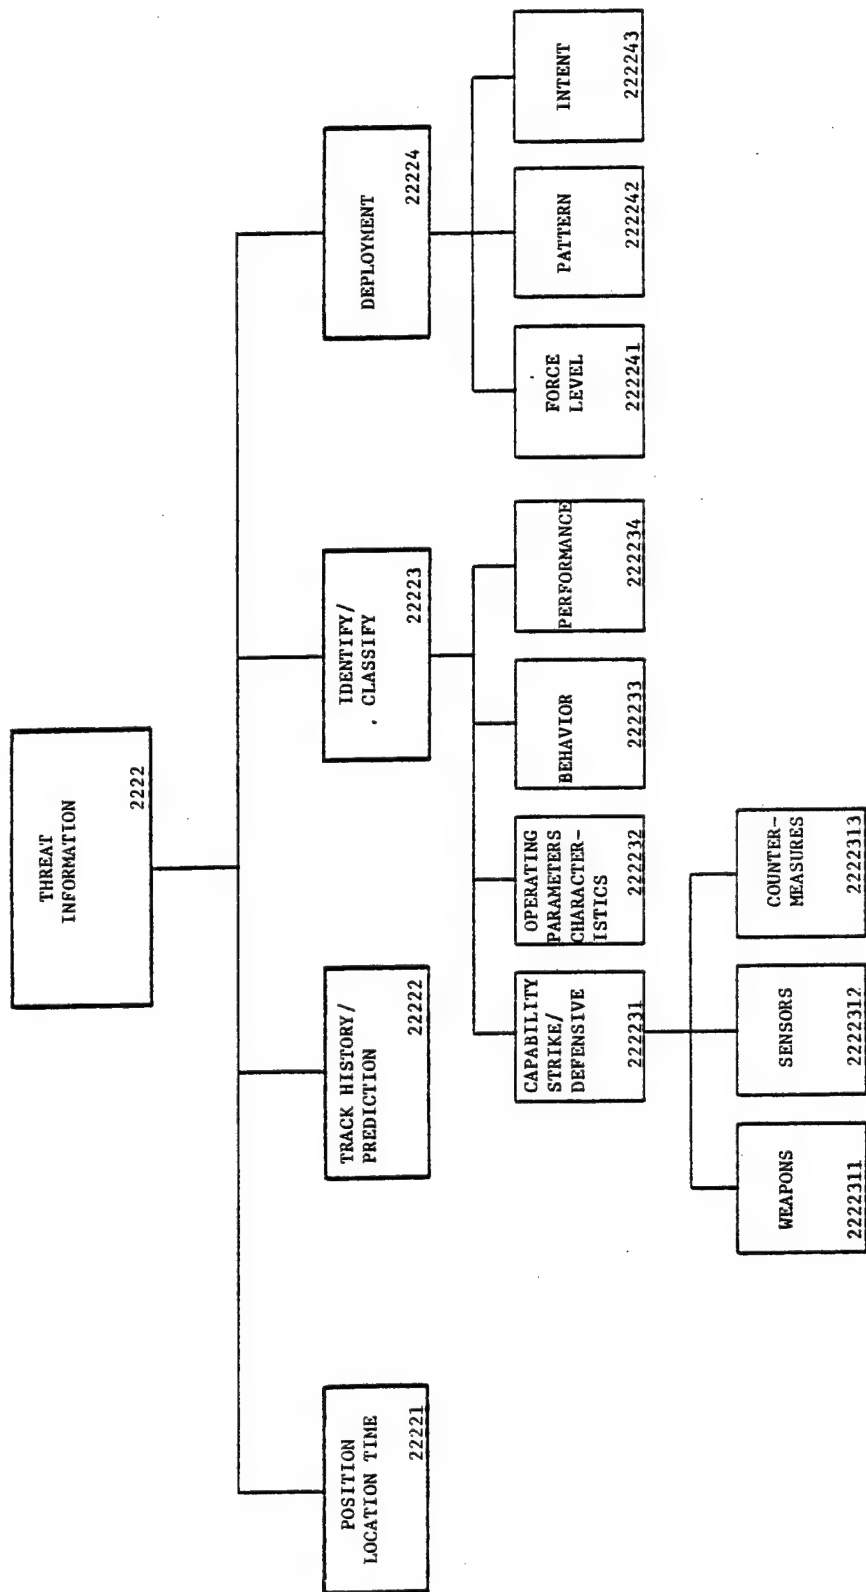 THREAT
INFORMATION
2222
POSITION
LOCATION TIME
22221
TRACK HISTORY/
PREDICTION
22222
IDENTIFY/
CLASSIFY
22223
DEPLOYMENT
22224
CAPABILITY
STRIKE/
DEFENSIVE
222231
OPERATING
PARAMETERS
CHARACTER-
ISTICS
222232
BEHAVIOR
222233
PERFORMANCE
222234
FORCE
LEVEL
222241
PATTERN
222242
INTENT
222243
WEAPONS
2222311
SENSORS
2222312
COUNTER-
MEASURES
2222313